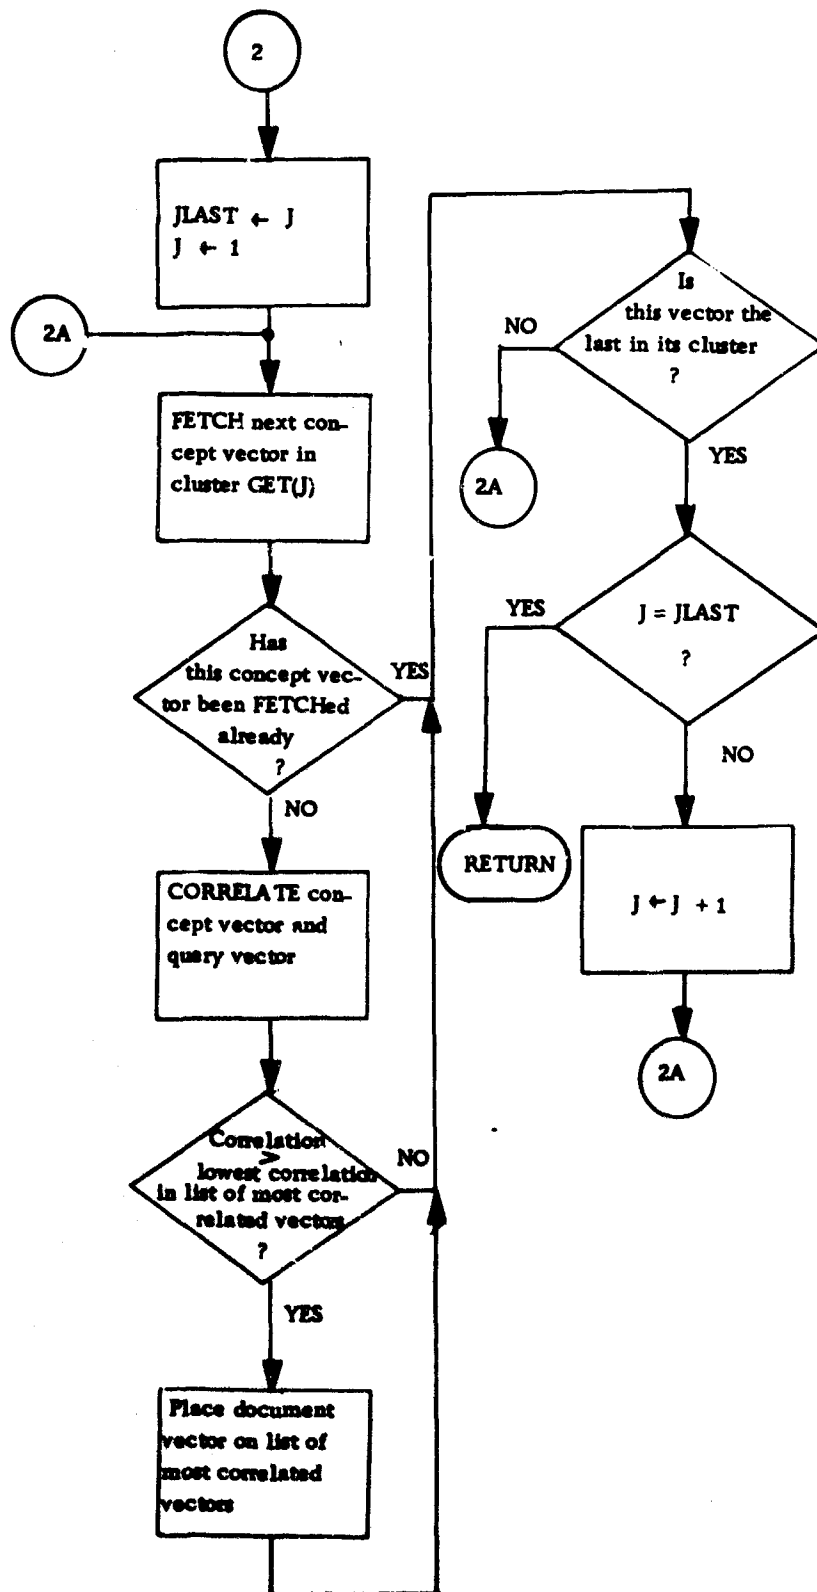 2
JLAST ← J
J ← 1
2A
FETCH next con-
cept vector in
cluster GET(J)
Has
this concept vec-
tor been FETCHed
already
?
YES
NO
CORRELATE con-
cept vector and
query vector
Correlation
>
lowest correlation
in list of most cor-
related vectors
?
NO
YES
Place document
vector on list of
most correlated
vectors
Is
this vector the
last in its cluster
?
NO
2A
YES
J = JLAST
?
YES
RETURN
NO
J ← J + 1
2A